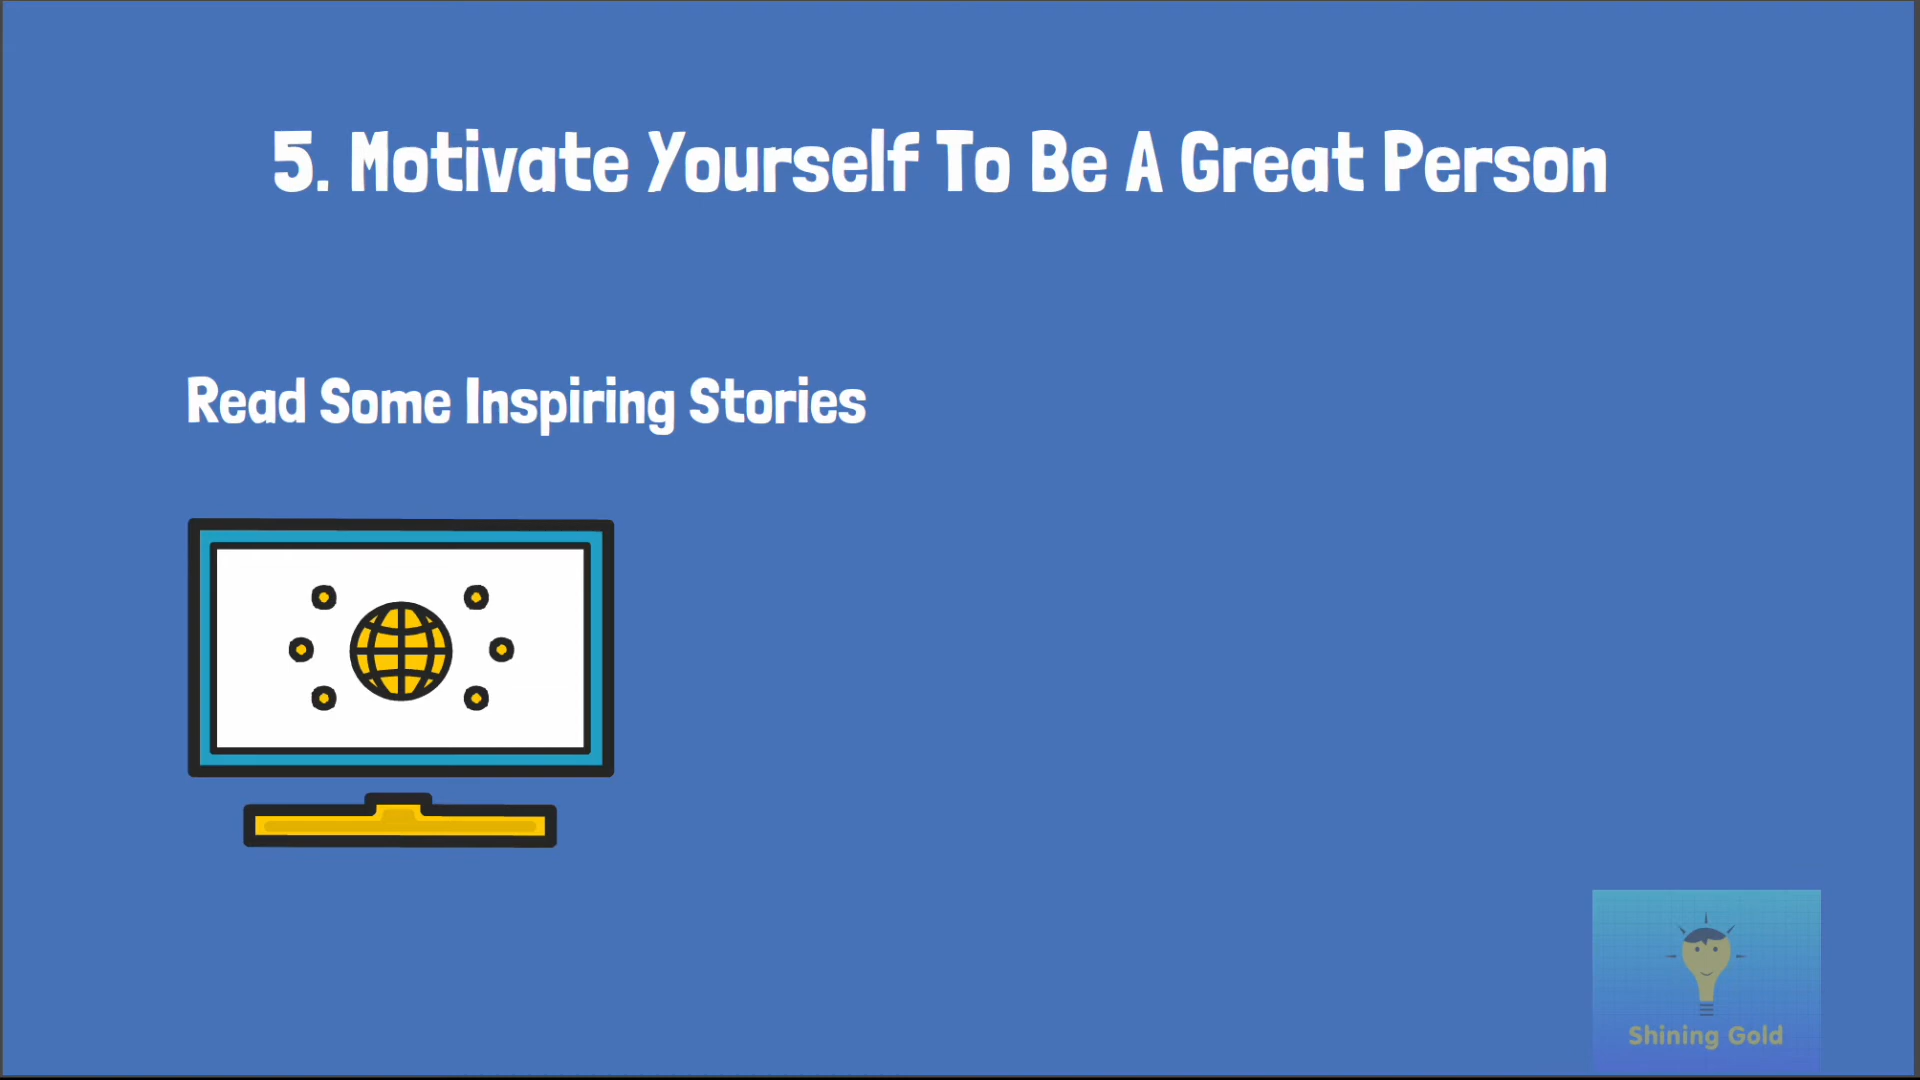 5. Motivate Yourself To Be A Great Person
Read Some Inspiring Stories
Shining Gold